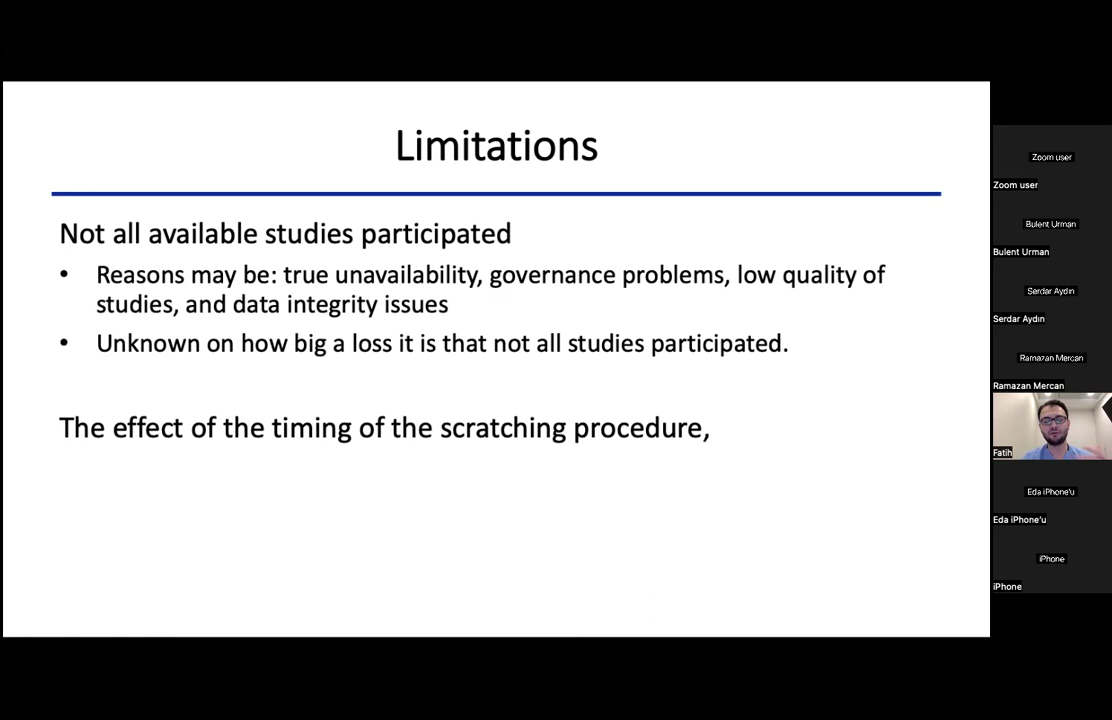 Limitations
Not all available studies participated
• Reasons may be: true unavailability, governance problems, low quality of
studies, and data integrity issues
• Unknown on how big a loss it is that not all studies participated.
The effect of the timing of the scratching procedure,
Zoom user
Zoom user
Bulent Urman
Bulent Urman
Serdar Aydın
Serdar Aydın
Ramazan Mercan
Ramazan Mercan
Fatih
Eda iPhone'u
Eda iPhone'u
iPhone
iPhone